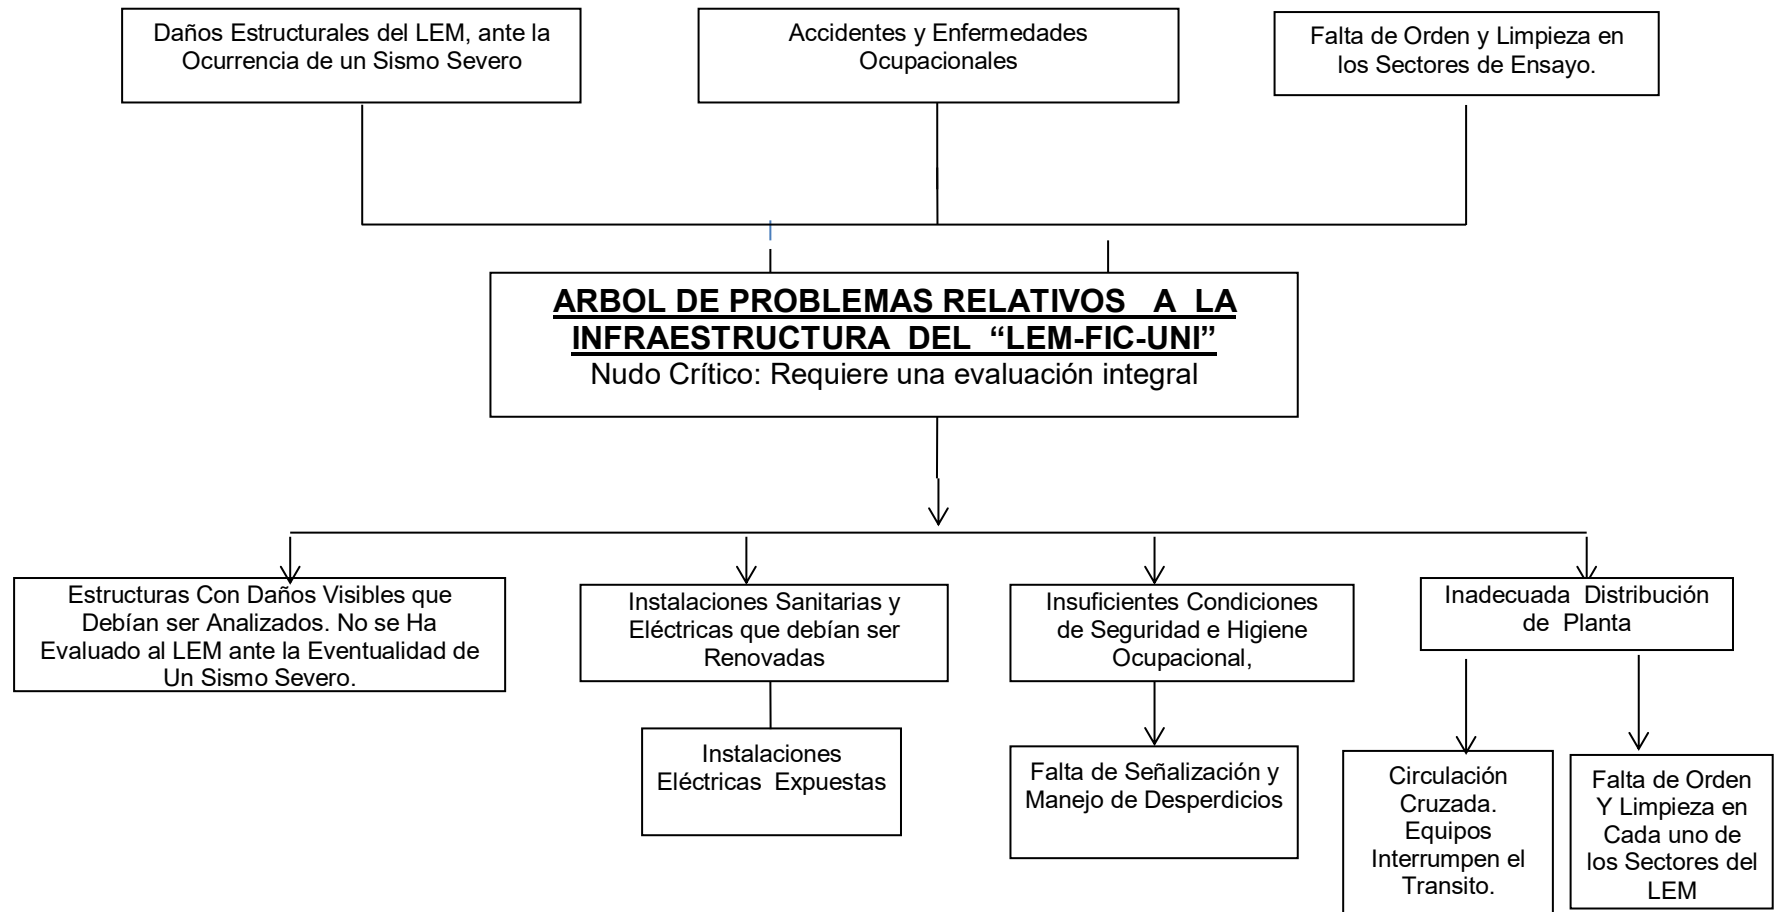 Daños Estructurales del LEM, ante la
Ocurrencia de un Sismo Severo
Accidentes y Enfermedades
Ocupacionales
Falta de Orden y Limpieza en
los Sectores de Ensayo.
ARBOL DE PROBLEMAS RELATIVOS A LA
INFRAESTRUCTURA DEL “LEM-FIC-UNI”
Nudo Crítico: Requiere una evaluación integral
Estructuras Con Daños Visibles que
Debían ser Analizados. No se Ha
Evaluado al LEM ante la Eventualidad de
Un Sismo Severo.
Instalaciones Sanitarias y
Eléctricas que debían ser
Renovadas
Insuficientes Condiciones
de Seguridad e Higiene
Ocupacional,
Inadecuada Distribución
de Planta
Instalaciones
Eléctricas Expuestas
Falta de Señalización y
Manejo de Desperdicios
Circulación
Cruzada.
Equipos
Interrumpen el
Transito.
Falta de Orden
Y Limpieza en
Cada uno de
los Sectores del
LEM